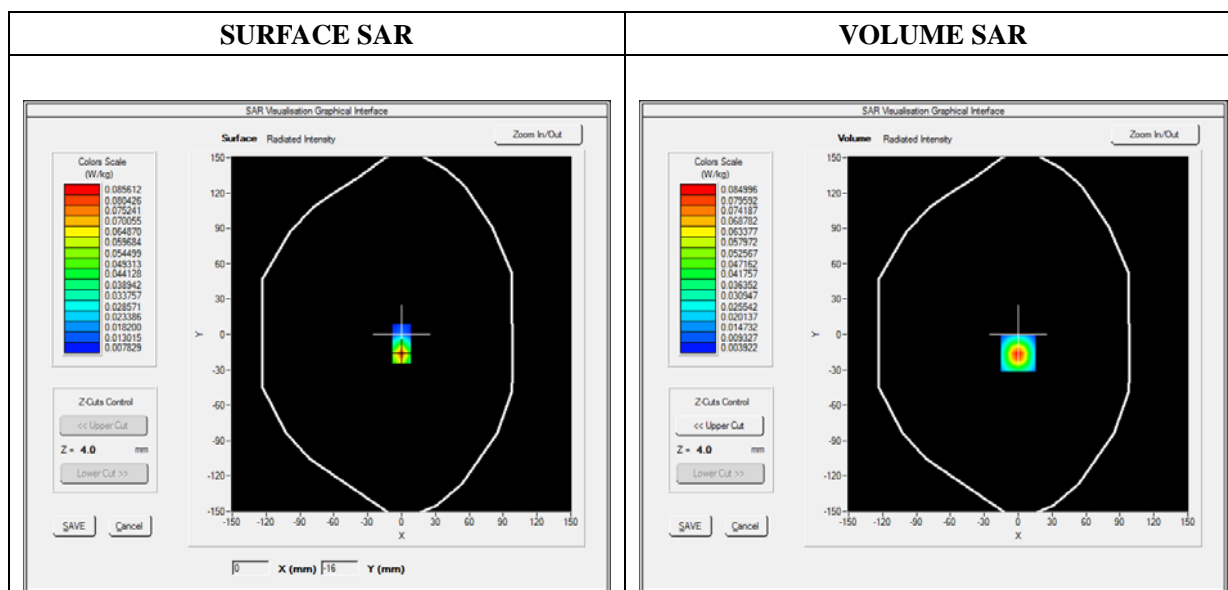 SURFACE SAR
VOLUME SAR
SAR Visualisation Graphical Interface
Surface Radiated Intensity
Zoom In/Out
Colors Scale
(W/kg)
0.085612
0.080426
0.075241
0.070055
0.064870
0.059684
0.054499
0.049313
0.044128
0.038942
0.033757
0.028571
0.023386
0.018200
0.013015
0.007829
150
120
90
60
30
0
-30
-60
-90
-120
-150
Y
-150 -120 -90 -60 -30 0 30 60 90 120 150
X
Z-Cuts Control
<< Upper Cut
Z = 4.0 mm
Lower Cut >>
SAVE Cancel
0 X (mm) -16 Y (mm)
SAR Visualisation Graphical Interface
Volume Radiated Intensity
Zoom In/Out
Colors Scale
(W/kg)
0.084996
0.079592
0.074187
0.068782
0.063377
0.057972
0.052567
0.047162
0.041757
0.036352
0.030947
0.025542
0.020137
0.014732
0.009327
0.003922
150
120
90
60
30
0
-30
-60
-90
-120
-150
Y
-150 -120 -90 -60 -30 0 30 60 90 120 150
X
Z-Cuts Control
<< Upper Cut
Z = 4.0 mm
Lower Cut >>
SAVE Cancel